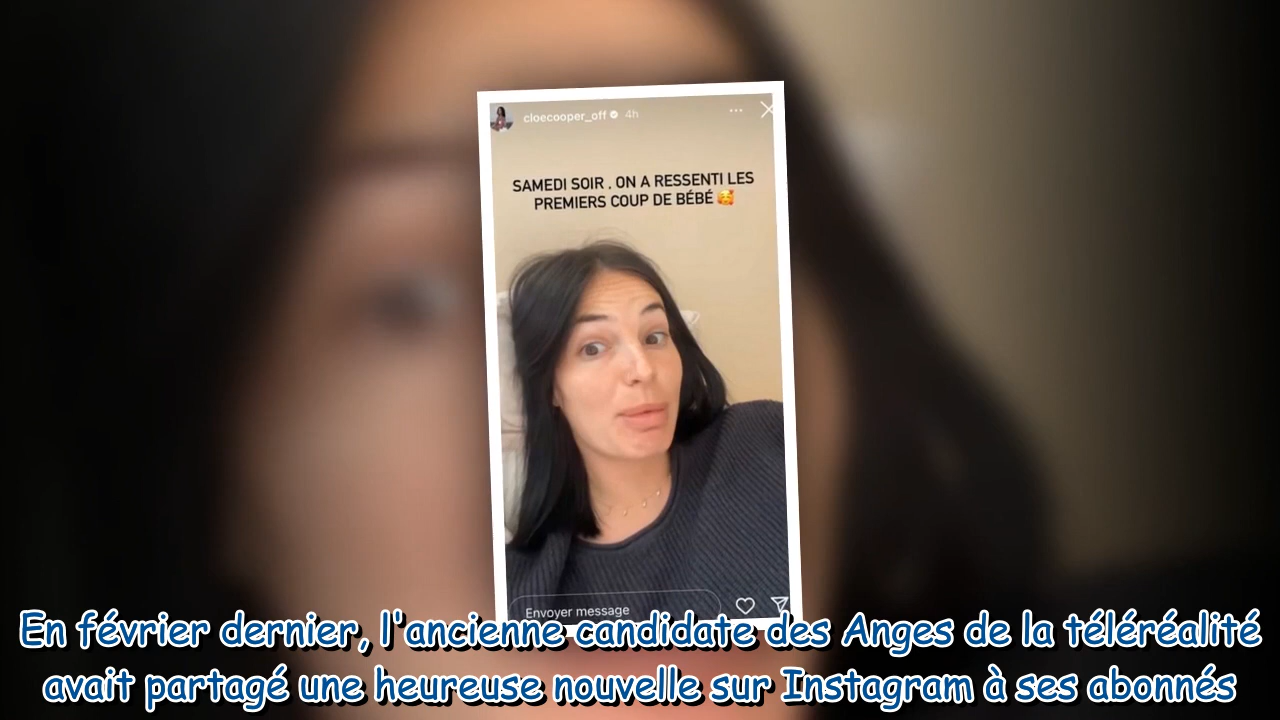 cloecooper_off 4h
SAMEDI SOIR . ON A RESSENTI LES
PREMIERS COUP DE BÉBÉ 🥰
Envoyer message
En février dernier, l'ancienne candidate des Anges de la téléréalité
avait partagé une heureuse nouvelle sur Instagram à ses abonnés